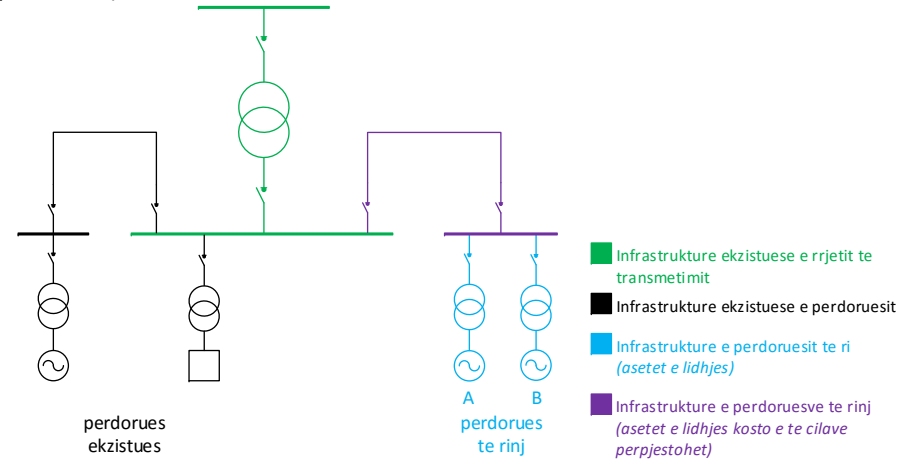 Infrastrukture ekzistuese e rrjetit te
transmetimit
Infrastrukture ekzistuese e perdoruesit
Infrastrukture e perdoruesit te ri
(asetet e lidhjes)
A B
Infrastrukture e perdoruesve te rinj
(asetet e lidhjes kosto e te cilave
perpjestohet)
perdorues
ekzistues
perdorues
te rinj